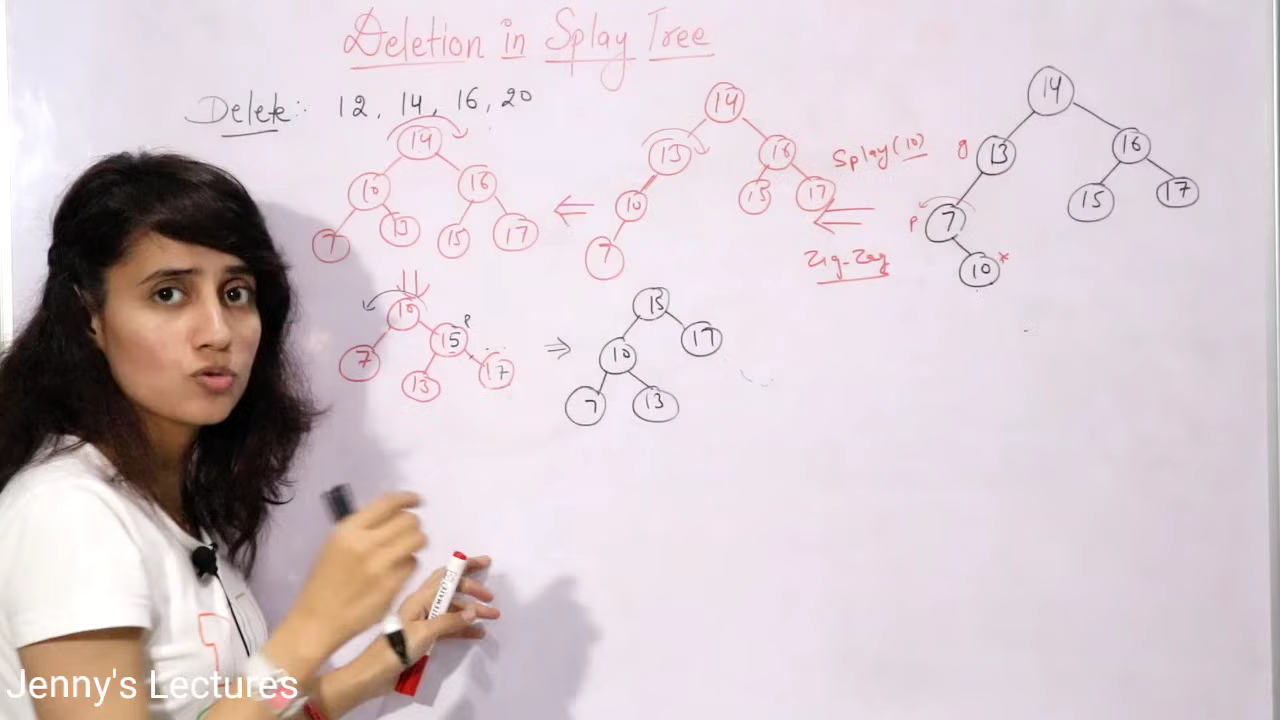 Deletion in Splay Tree
Delete:- 12, 14, 16, 20
14
10 16
7 13 15 17
14
13 16
10 15 17
7
Splay(10)
Zig-Zag
14
g 13 16
p 7 15 17
10 x
10
7 15 P
13 17
15
10 17
7 13
Jenny's Lectures